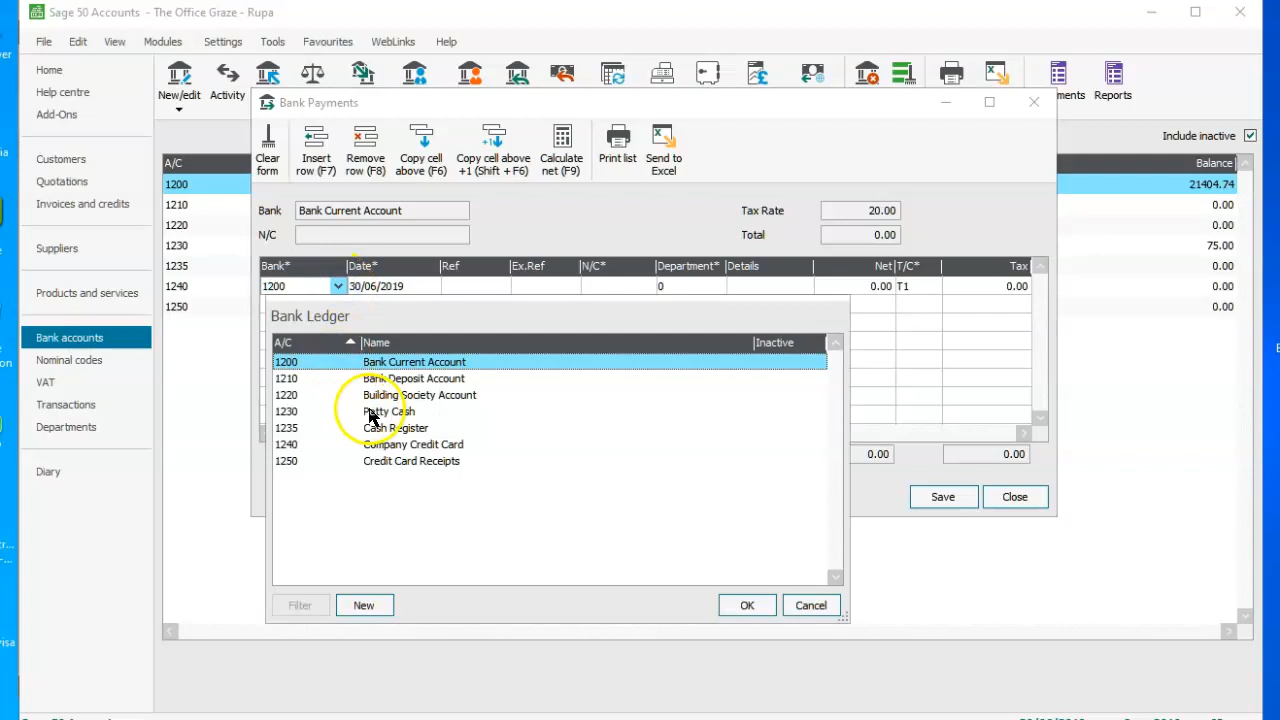 Sage 50 Accounts - The Office Graze - Rupa
File Edit View Modules Settings Tools Favourites WebLinks Help
Home
Help centre
Add-Ons
Customers
Quotations
Invoices and credits
Suppliers
Products and services
Bank accounts
Nominal codes
VAT
Transactions
Departments
Diary
New/edit Activity
Reports
Include inactive
A/C Balance
1200 21404.74
1210 0.00
1220 0.00
1230 75.00
1235 0.00
1240 0.00
1250 0.00
Bank Payments
Clear form
Insert row (F7)
Remove row (F8)
Copy cell above (F6)
Copy cell above +1 (Shift + F6)
Calculate net (F9)
Print list
Send to Excel
Bank Bank Current Account Tax Rate 20.00
N/C Total 0.00
Bank* Date* Ref Ex.Ref N/C* Department* Details Net T/C* Tax
1200 30/06/2019 0 0.00 T1 0.00
0.00 0.00
Save Close
Bank Ledger
A/C Name Inactive
1200 Bank Current Account
1210 Bank Deposit Account
1220 Building Society Account
1230 Petty Cash
1235 Cash Register
1240 Company Credit Card
1250 Credit Card Receipts
Filter New OK Cancel